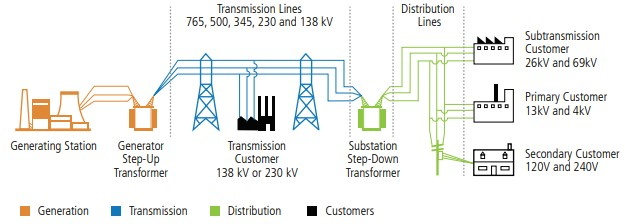 Transmission Lines
765, 500, 345, 230 and 138 kV
Distribution
Lines
Subtransmission
Customer
26kV and 69kV
Primary Customer
13kV and 4kV
Generating Station
Generator
Step-Up
Transformer
Transmission
Customer
138 kV or 230 kV
Substation
Step-Down
Transformer
Secondary Customer
120V and 240V
Generation
Transmission
Distribution
Customers